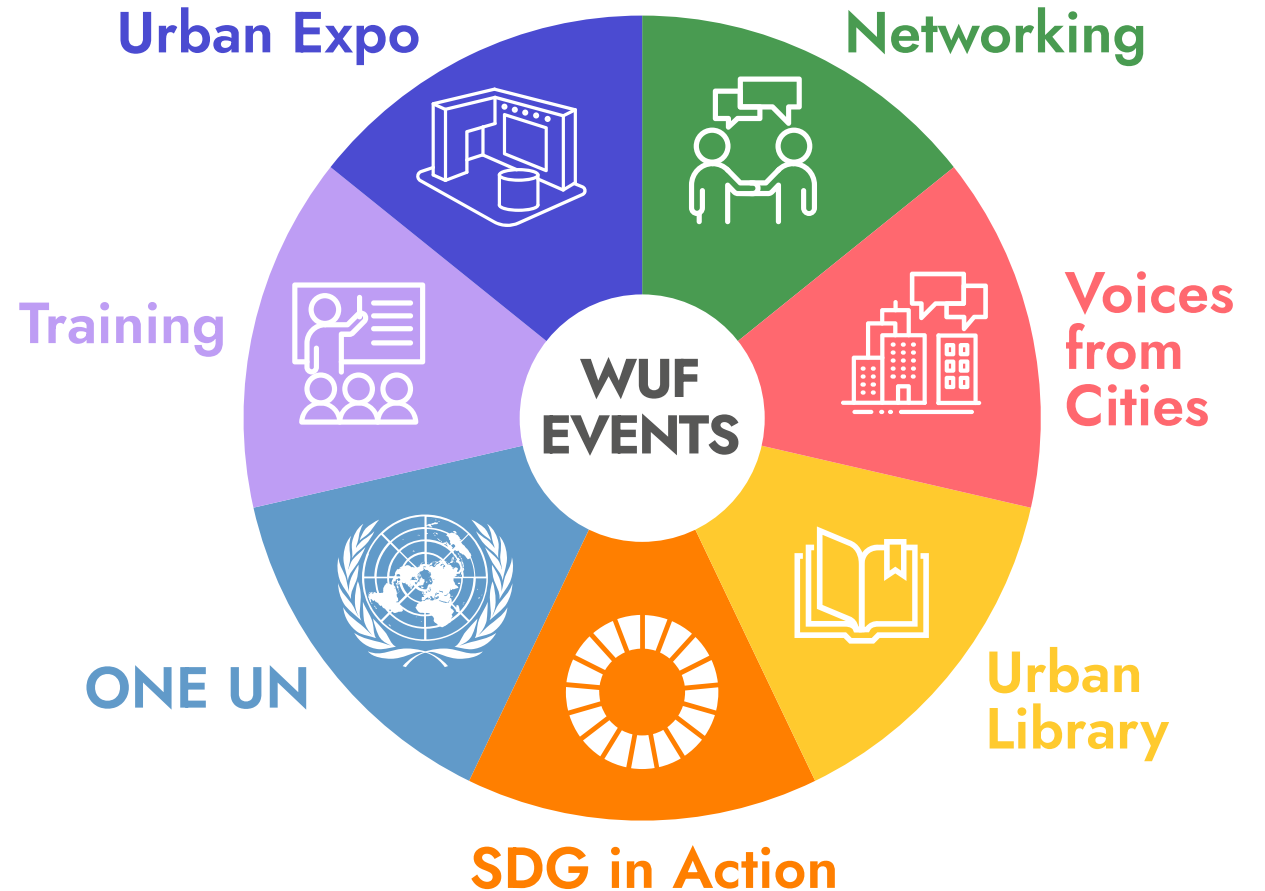 Urban Expo
Networking
Voices
from
Cities
Training
WUF
EVENTS
ONE UN
Urban
Library
SDG in Action